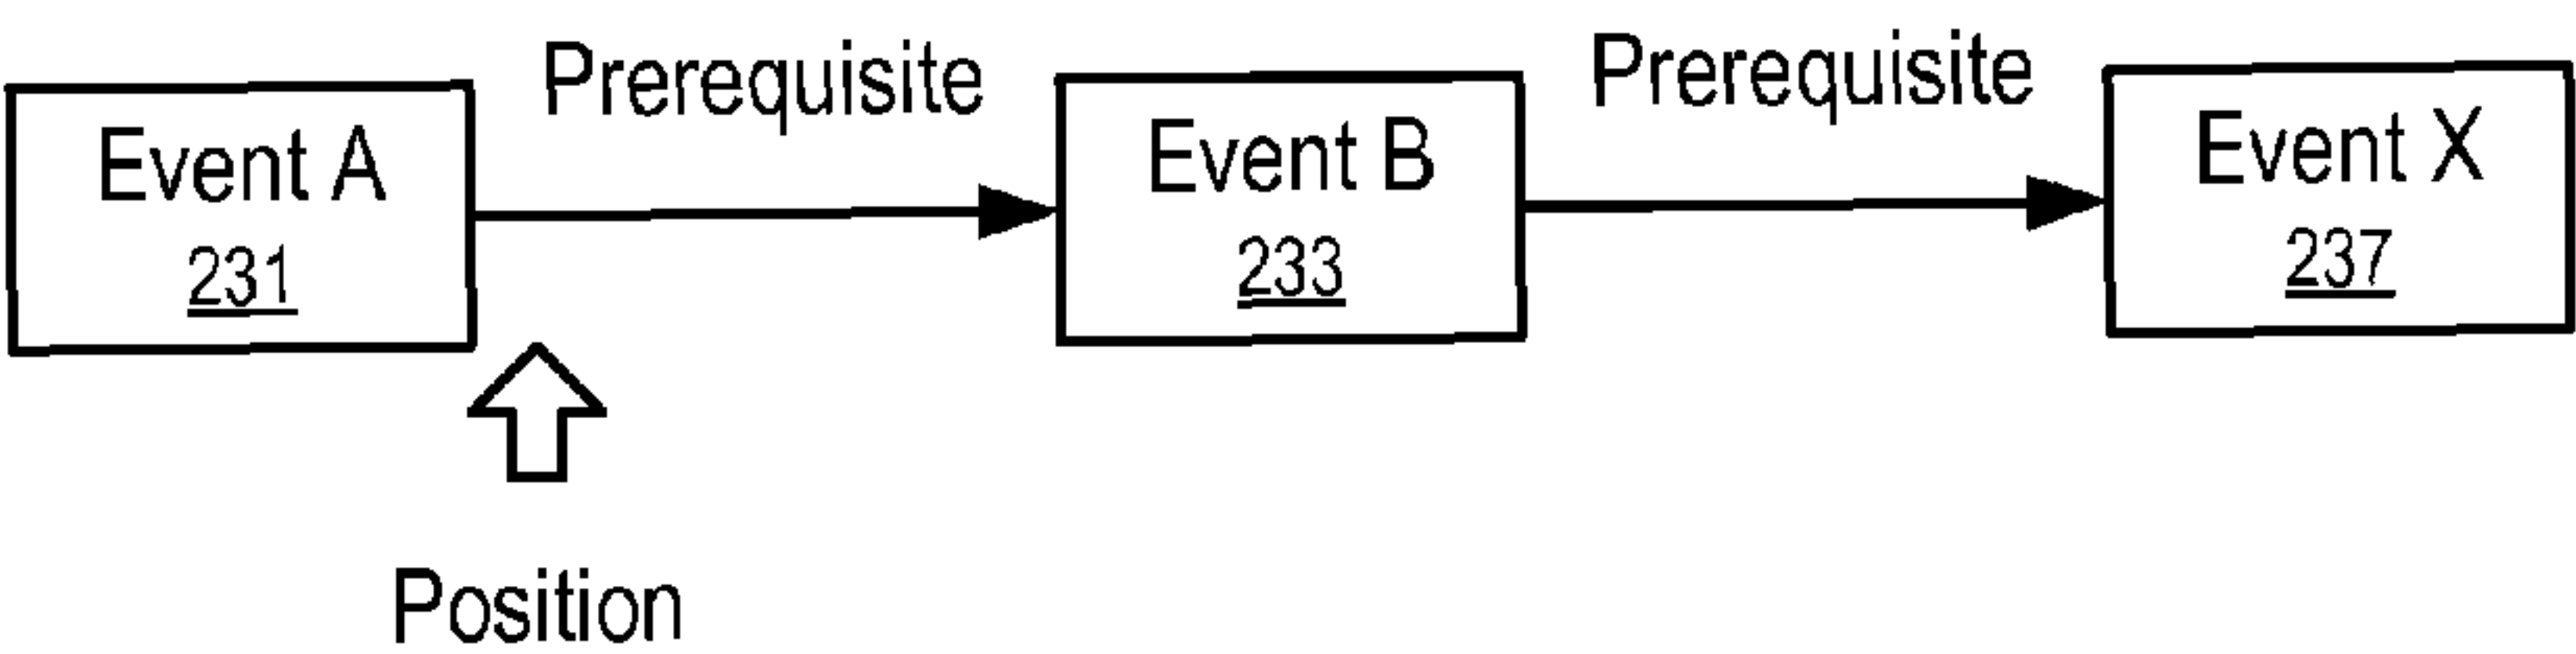 Prerequisite
Prerequisite
Event A
231
Event B
233
Event X
237
Position